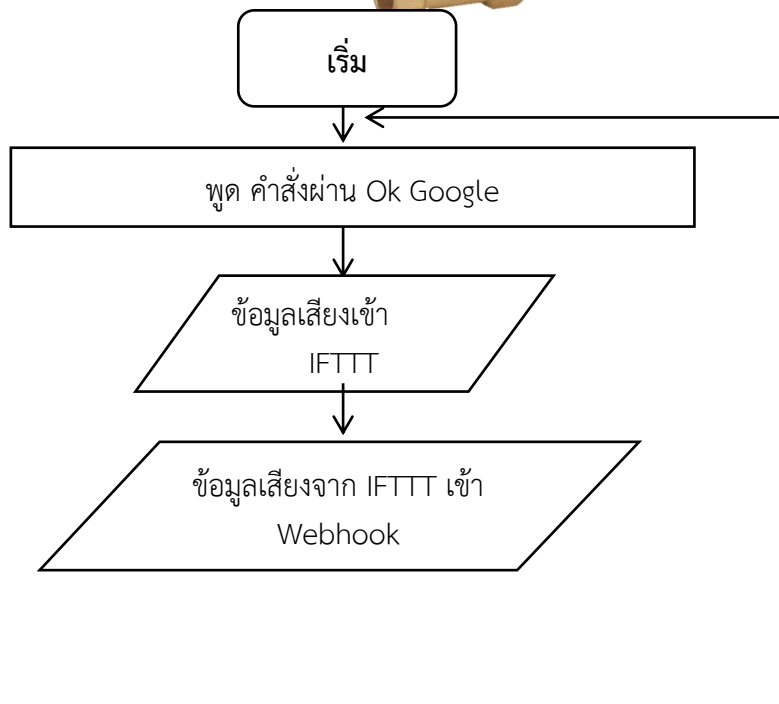 เริ่ม
พูด คำสั่งผ่าน Ok Google
ข้อมูลเสียงเข้า
IFTTT
ข้อมูลเสียงจาก IFTTT เข้า
Webhook